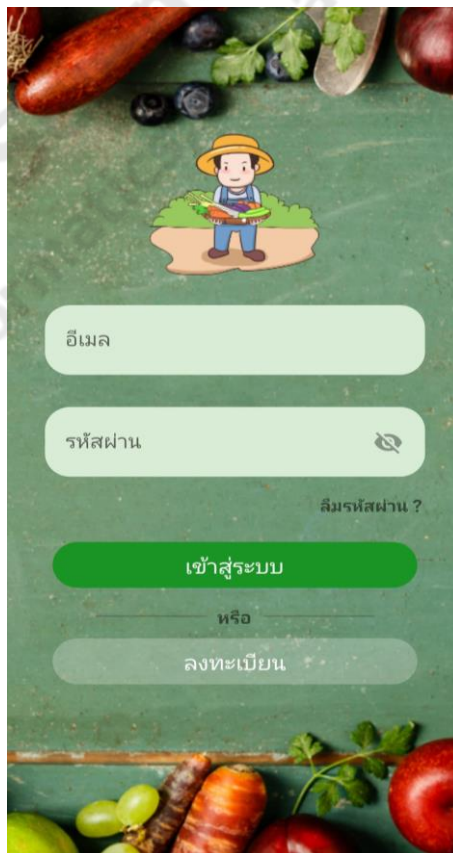 อีเมล
รหัสผ่าน
ลืมรหัสผ่าน ?
เข้าสู่ระบบ
หรือ
ลงทะเบียน